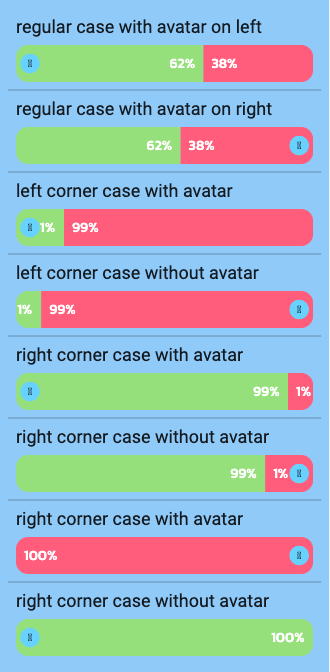 regular case with avatar on left
62% 38%
regular case with avatar on right
62% 38%
left corner case with avatar
1% 99%
left corner case without avatar
1% 99%
right corner case with avatar
99% 1%
right corner case without avatar
99% 1%
right corner case with avatar
100%
right corner case without avatar
100%